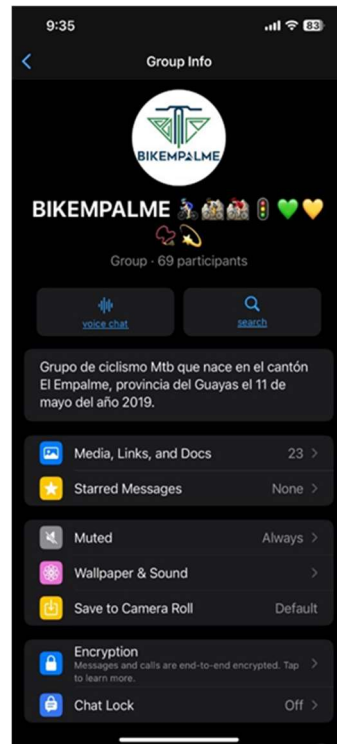 9:35
83
Group Info
BIKEMPALME
BIKEMPALME 🚴🏿‍♂️🚵🚵🚦💚💛
📿💫
Group · 69 participants
voice chat
search
Grupo de ciclismo Mtb que nace en el cantón
El Empalme, provincia del Guayas el 11 de
mayo del año 2019.
Media, Links, and Docs 23
Starred Messages None
Muted Always
Wallpaper & Sound
Save to Camera Roll Default
Encryption
Messages and calls are end-to-end encrypted. Tap
to learn more.
Chat Lock Off